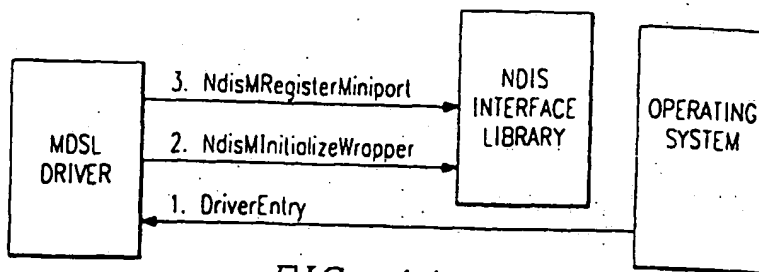 3. NdisMRegisterMiniport
NDIS
INTERFACE
LIBRARY
OPERATING
SYSTEM
MDSL
DRIVER
2. NdisMInitializeWrapper
1. DriverEntry